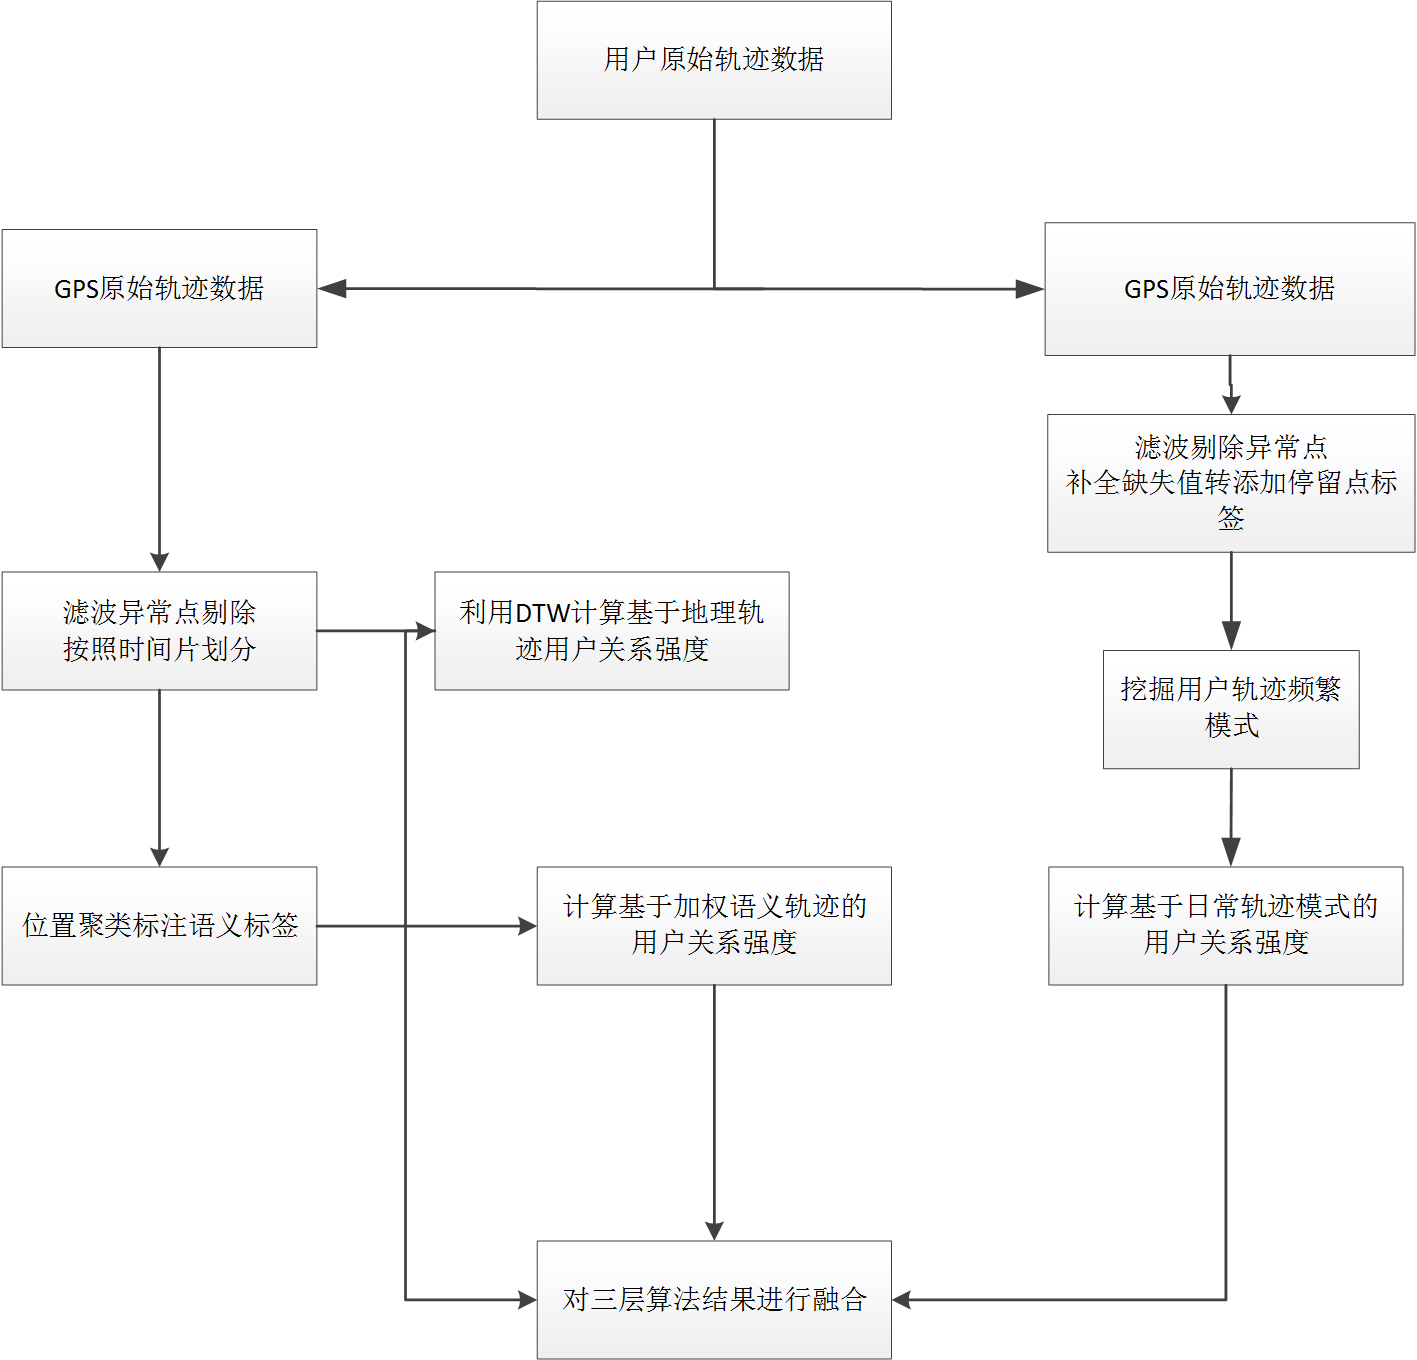 用户原始轨迹数据
GPS原始轨迹数据
GPS原始轨迹数据
滤波剔除异常点
补全缺失值转添加停留点标
签
滤波异常点剔除
按照时间片划分
利用DTW计算基于地理轨
迹用户关系强度
挖掘用户轨迹频繁
模式
位置聚类标注语义标签
计算基于加权语义轨迹的
用户关系强度
计算基于日常轨迹模式的
用户关系强度
对三层算法结果进行融合